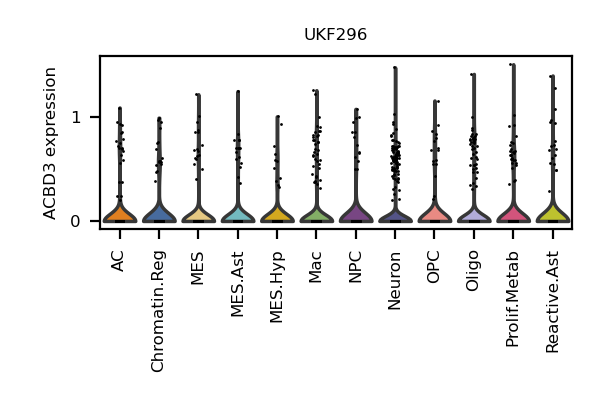 UKF296
ACBD3 expression
1
0
AC
Chromatin.Reg
MES
MES.Ast
MES.Hyp
Mac
NPC
Neuron
OPC
Oligo
Prolif.Metab
Reactive.Ast